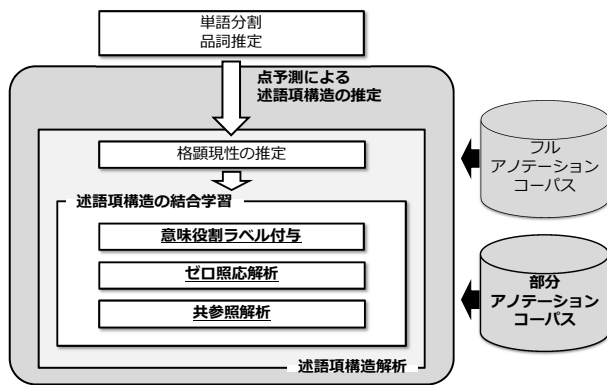 単語分割
品詞推定
点予測による
述語項構造の推定
格顕現性の推定
述語項構造の結合学習
意味役割ラベル付与
ゼロ照応解析
共参照解析
述語項構造解析
フル
アノテーション
コーパス
部分
アノテーション
コーパス